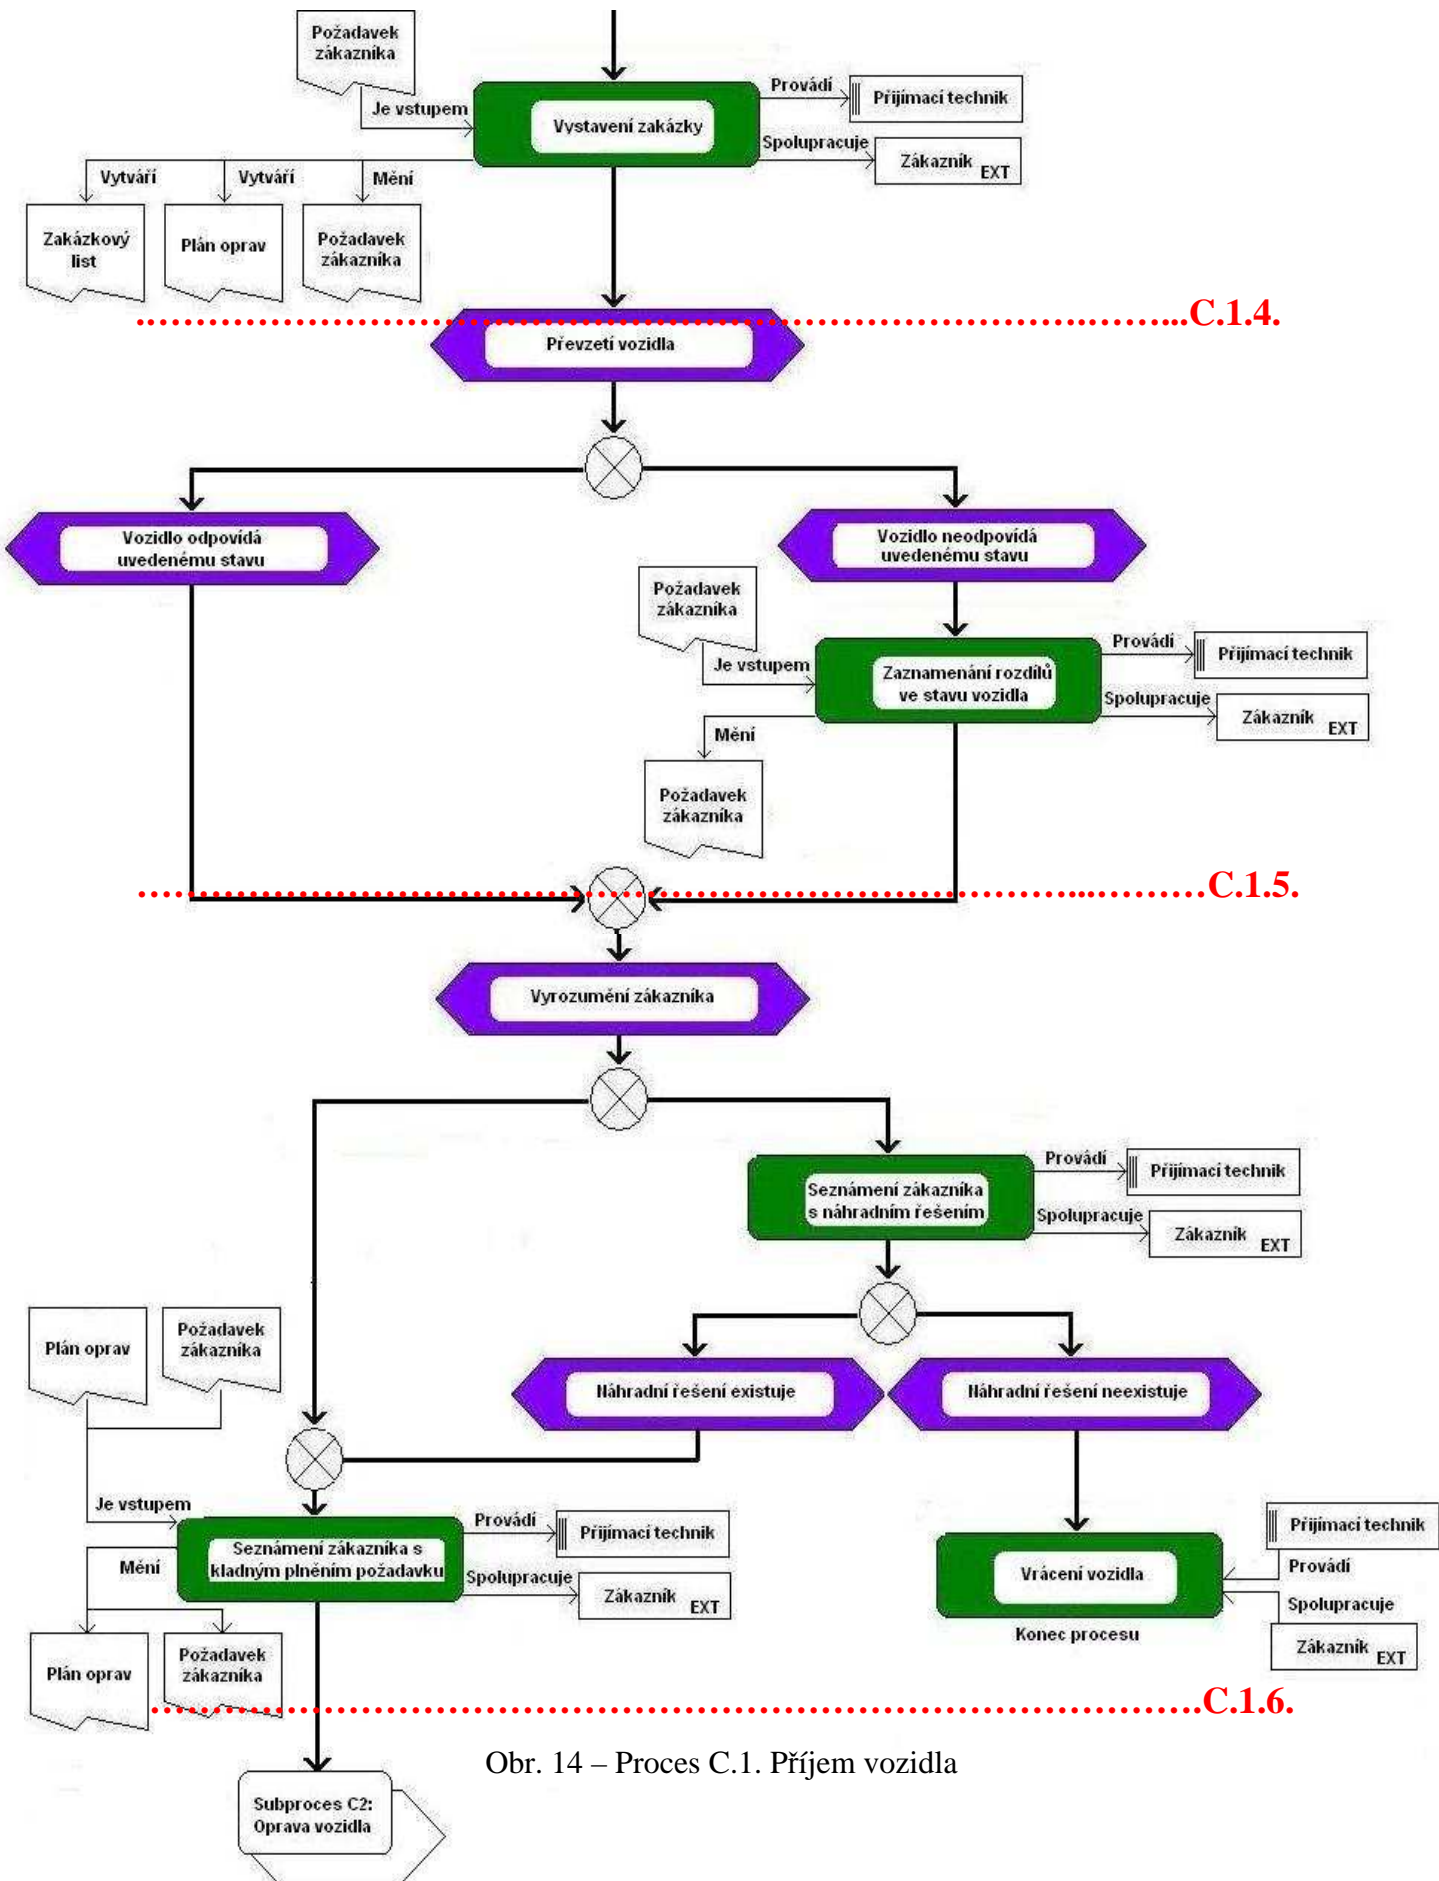 Požadavek
zákazníka
Je vstupem
Vystavení zakázky
Provádí
Přijímací technik
Spolupracuje
Zákazník
EXT
Vytváří
Vytváří
Mění
Zakázkový
list
Plán oprav
Požadavek
zákazníka
C.1.4.
Převzetí vozidla
Vozidlo odpovídá
uvedenému stavu
Vozidlo neodpovídá
uvedenému stavu
Požadavek
zákazníka
Je vstupem
Zaznamenání rozdílů
ve stavu vozidla
Provádí
Přijímací technik
Spolupracuje
Zákazník
EXT
Mění
Požadavek
zákazníka
C.1.5.
Vyrozumění zákazníka
Seznámení zákazníka
s náhradním řešením
Provádí
Přijímací technik
Spolupracuje
Zákazník
EXT
Plán oprav
Požadavek
zákazníka
Náhradní řešení existuje
Náhradní řešení neexistuje
Je vstupem
Seznámení zákazníka s
kladným plněním požadavku
Provádí
Přijímací technik
Spolupracuje
Zákazník
EXT
Mění
Plán oprav
Požadavek
zákazníka
Vrácení vozidla
Konec procesu
Přijímací technik
Provádí
Spolupracuje
Zákazník
EXT
C.1.6.
Obr. 14 – Proces C.1. Příjem vozidla
Subproces C2:
Oprava vozidla